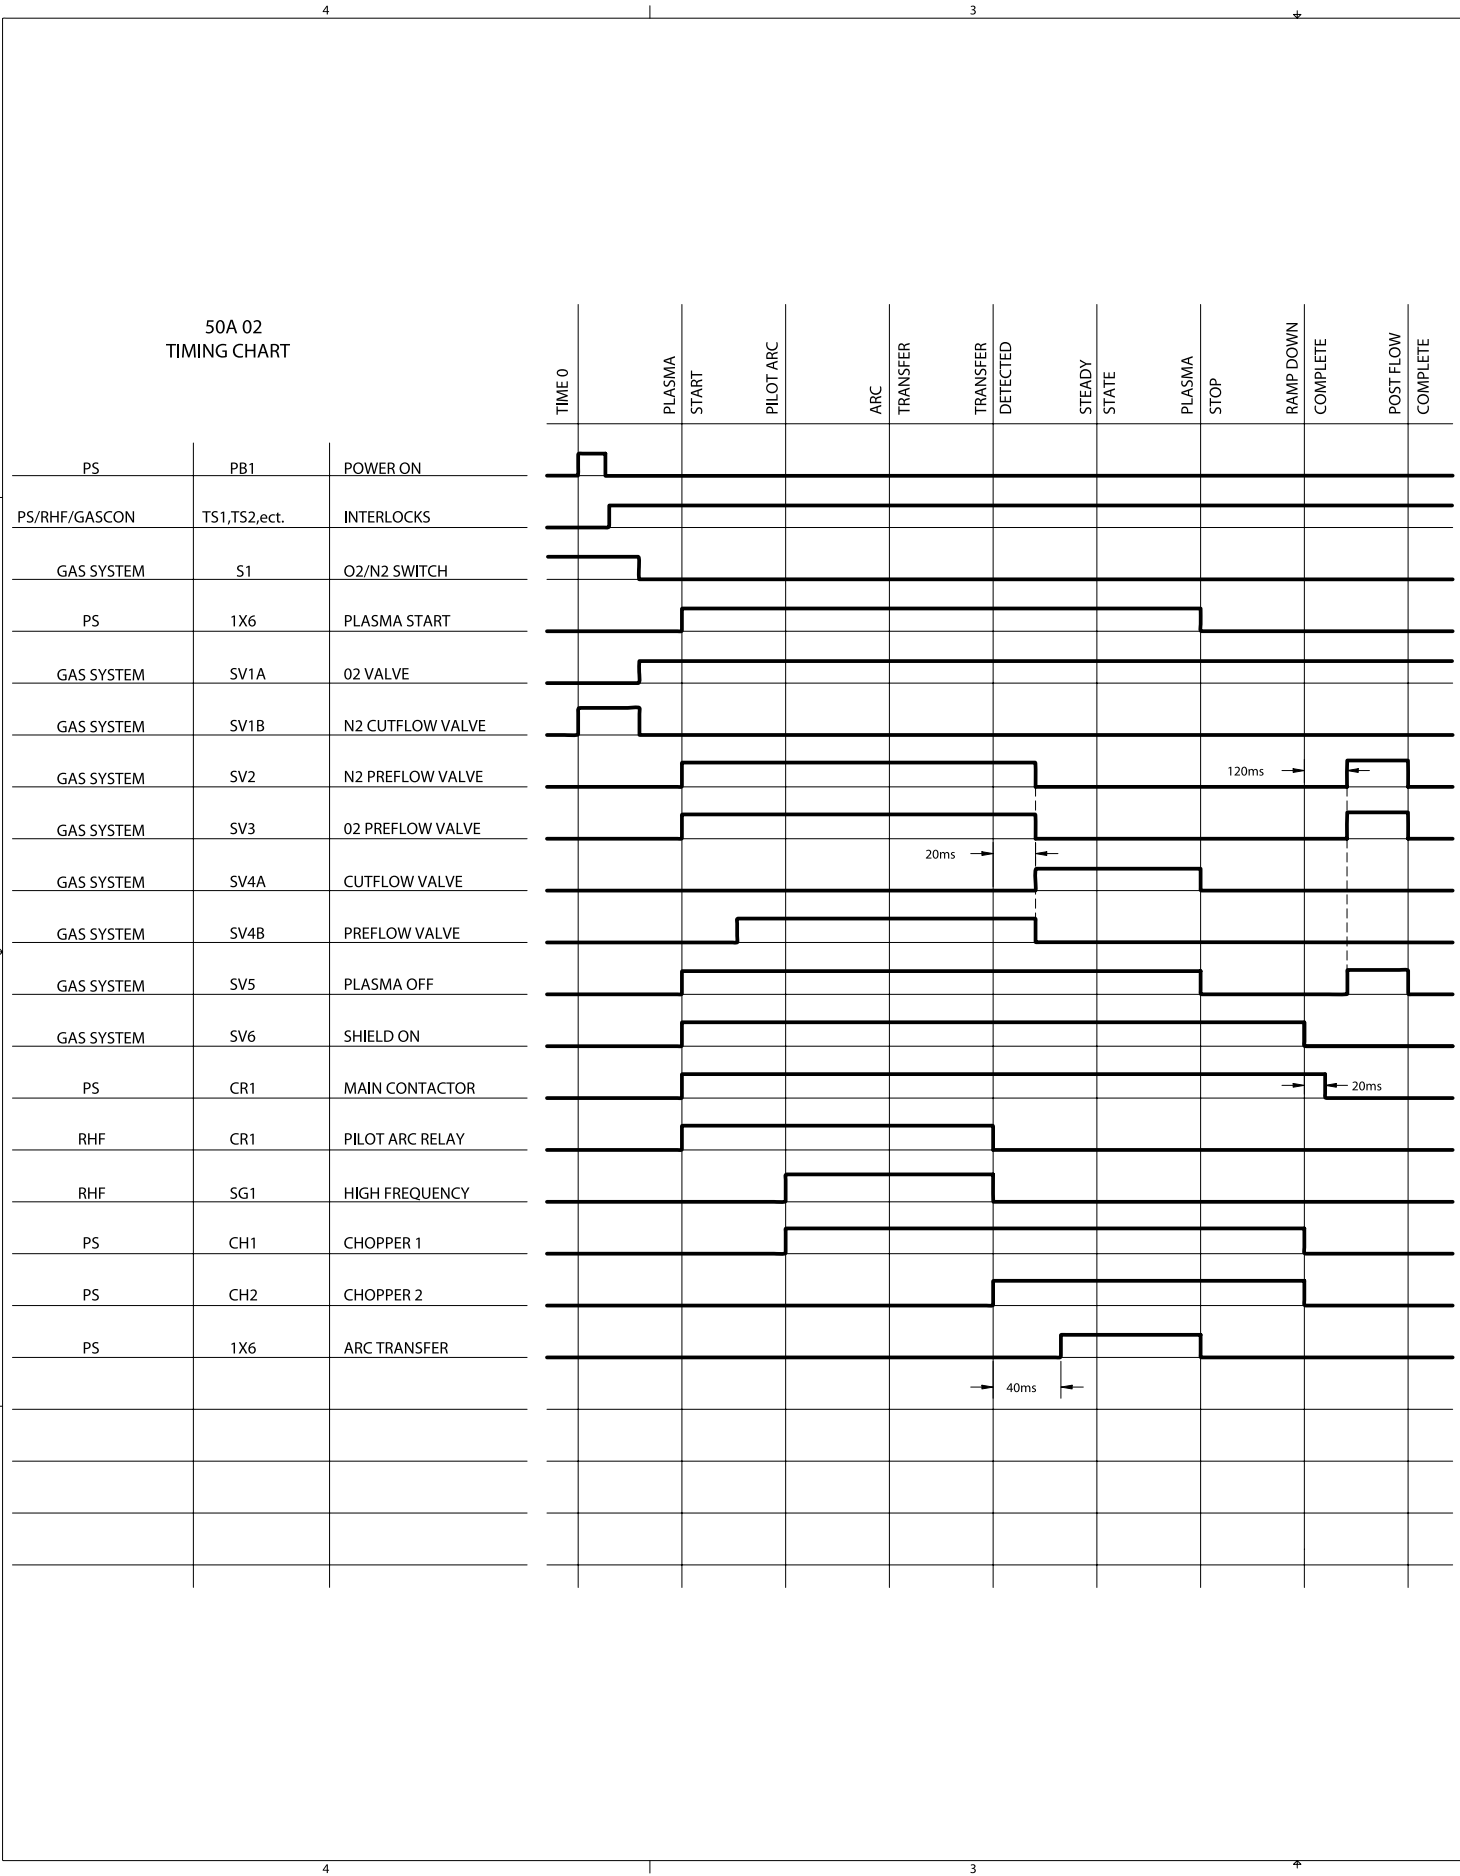 4 3
50A 02
TIMING CHART
TIME 0
PLASMA
START
PILOT ARC
ARC
TRANSFER
TRANSFER
DETECTED
STEADY
STATE
PLASMA
STOP
RAMP DOWN
COMPLETE
POST FLOW
COMPLETE
PS PB1 POWER ON
PS/RHF/GASCON TS1,TS2,ect. INTERLOCKS
GAS SYSTEM S1 O2/N2 SWITCH
PS 1X6 PLASMA START
GAS SYSTEM SV1A 02 VALVE
GAS SYSTEM SV1B N2 CUTFLOW VALVE
GAS SYSTEM SV2 N2 PREFLOW VALVE 120ms
GAS SYSTEM SV3 02 PREFLOW VALVE
20ms
GAS SYSTEM SV4A CUTFLOW VALVE
GAS SYSTEM SV4B PREFLOW VALVE
GAS SYSTEM SV5 PLASMA OFF
GAS SYSTEM SV6 SHIELD ON
PS CR1 MAIN CONTACTOR 20ms
RHF CR1 PILOT ARC RELAY
RHF SG1 HIGH FREQUENCY
PS CH1 CHOPPER 1
PS CH2 CHOPPER 2
PS 1X6 ARC TRANSFER
40ms
4 3